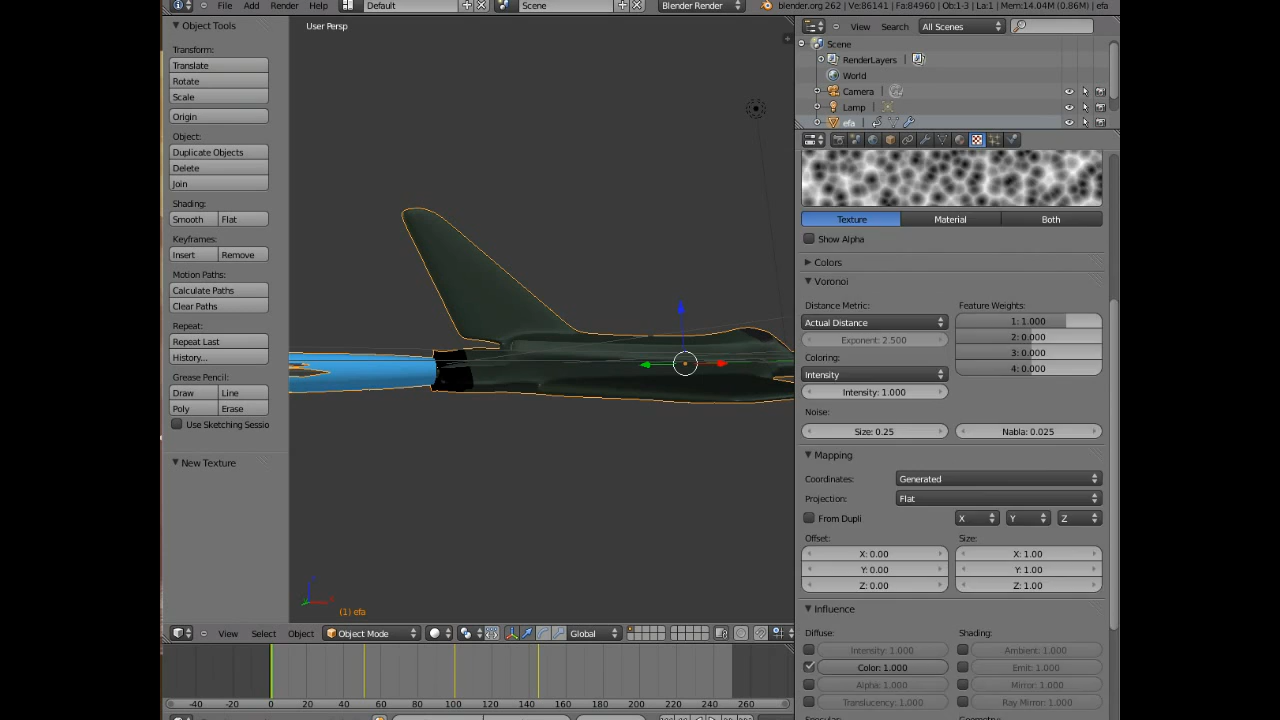 File Add Render Help Default Scene Blender Render blender.org 262 | Ve:86141 | Fa:84960 | Ob:1-3 | La:1 | Mem:14.04M (0.86M) | efa
Object Tools
Transform:
Translate
Rotate
Scale
Origin
Object:
Duplicate Objects
Delete
Join
Shading:
Smooth Flat
Keyframes:
Insert Remove
Motion Paths:
Calculate Paths
Clear Paths
Repeat:
Repeat Last
History...
Grease Pencil:
Draw Line
Poly Erase
Use Sketching Sessio
New Texture
User Persp
(1) efa
View Select Object Object Mode Global
-40 -20 0 20 40 60 80 100 120 140 160 180 200 220 240 260
View Search All Scenes
Scene
RenderLayers
World
Camera
Lamp
efa
Texture Material Both
Show Alpha
Colors
Voronoi
Distance Metric: Feature Weights:
Actual Distance 1: 1.000
Exponent: 2.500 2: 0.000
Coloring: 3: 0.000
Intensity 4: 0.000
Intensity: 1.000
Noise:
Size: 0.25 Nabla: 0.025
Mapping
Coordinates: Generated
Projection: Flat
From Dupli X Y Z
Offset: Size:
X: 0.00 X: 1.00
Y: 0.00 Y: 1.00
Z: 0.00 Z: 1.00
Influence
Diffuse: Shading:
Intensity: 1.000 Ambient: 1.000
Color: 1.000 Emit: 1.000
Alpha: 1.000 Mirror: 1.000
Translucency: 1.000 Ray Mirror: 1.000